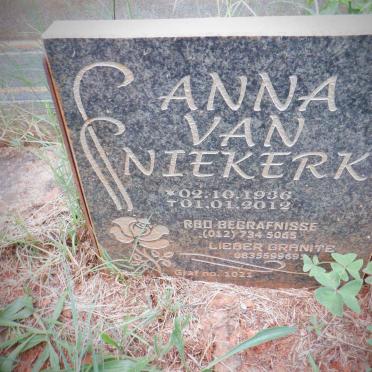 ANNA
VAN
NIEKERK
*02.10.1936
†01.01.2012
RBD BEGRAFNISSE
(012) 734 5065
LIEBER GRANITE
Graf no. 1021